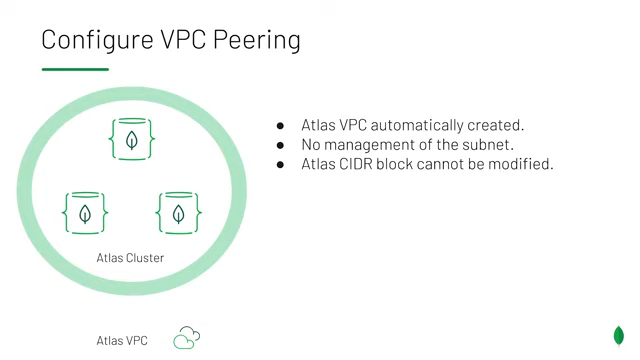 Configure VPC Peering
● Atlas VPC automatically created.
● No management of the subnet.
● Atlas CIDR block cannot be modified.
Atlas Cluster
Atlas VPC